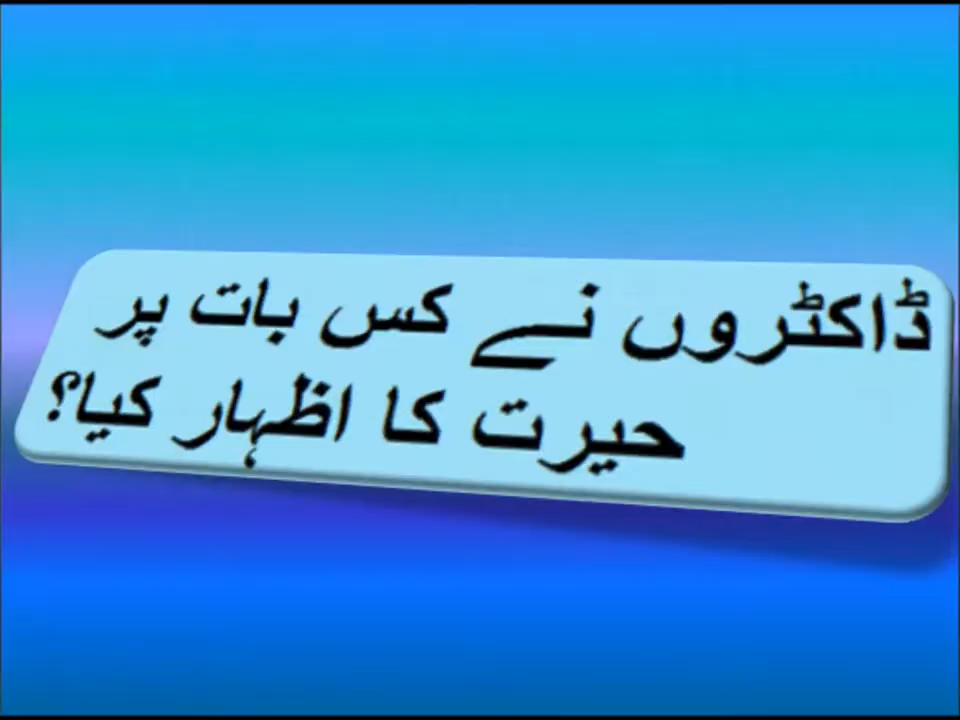 ڈاکٹروں نے کس بات پر
حیرت کا اظہار کیا؟